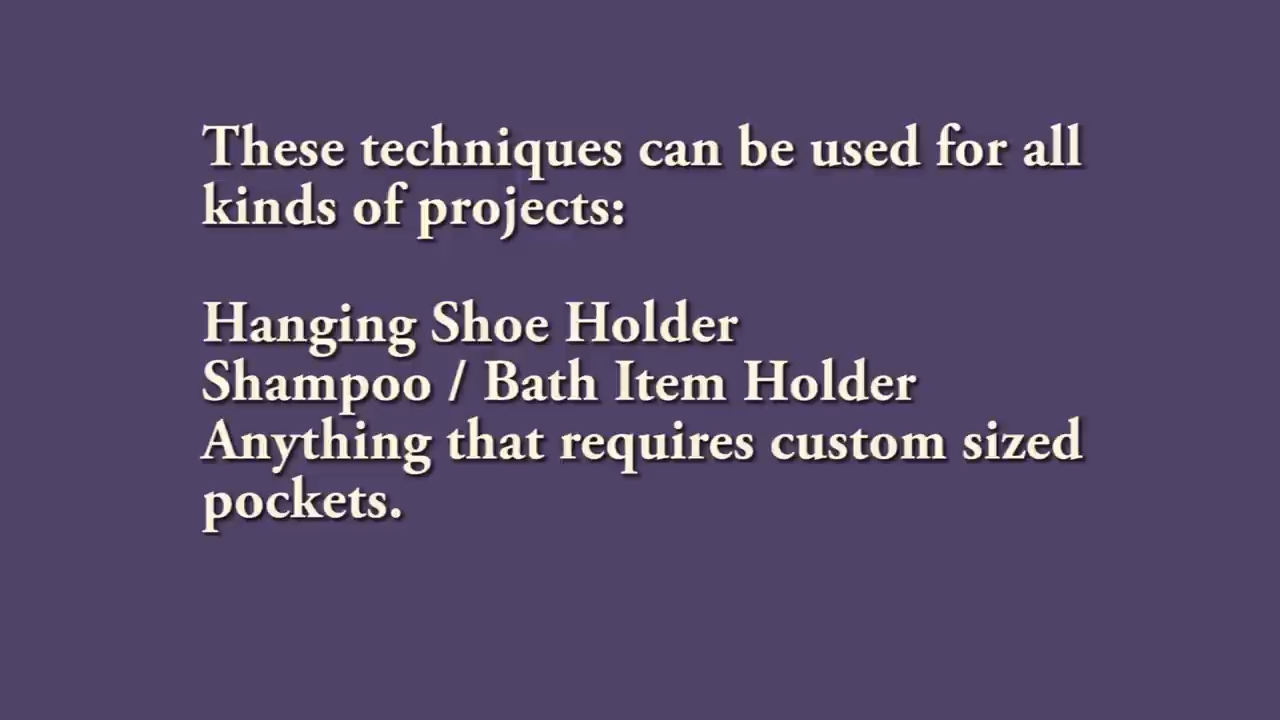 These techniques can be used for all
kinds of projects:
Hanging Shoe Holder
Shampoo / Bath Item Holder
Anything that requires custom sized
pockets.